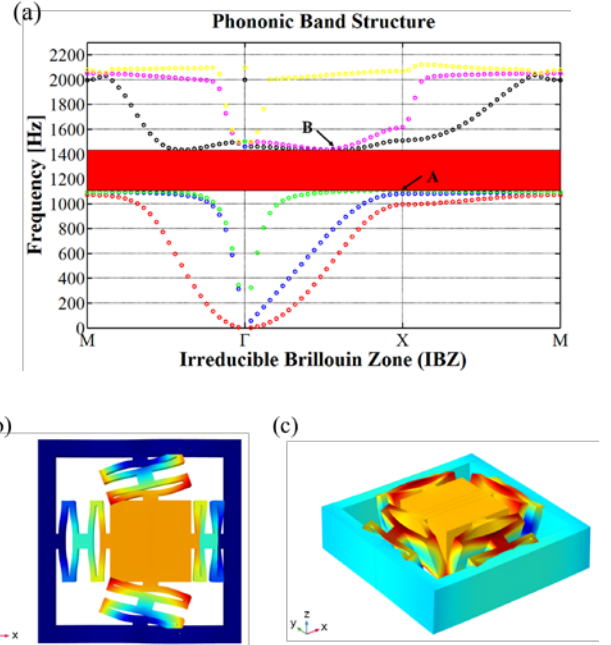 (a)
Phononic Band Structure
Frequency [Hz]
2200
2000
1800
1600
1400
1200
1000
800
600
400
200
0
B
A
M
Γ
X
M
Irreducible Brillouin Zone (IBZ)
b)
(c)
x
z
y
x